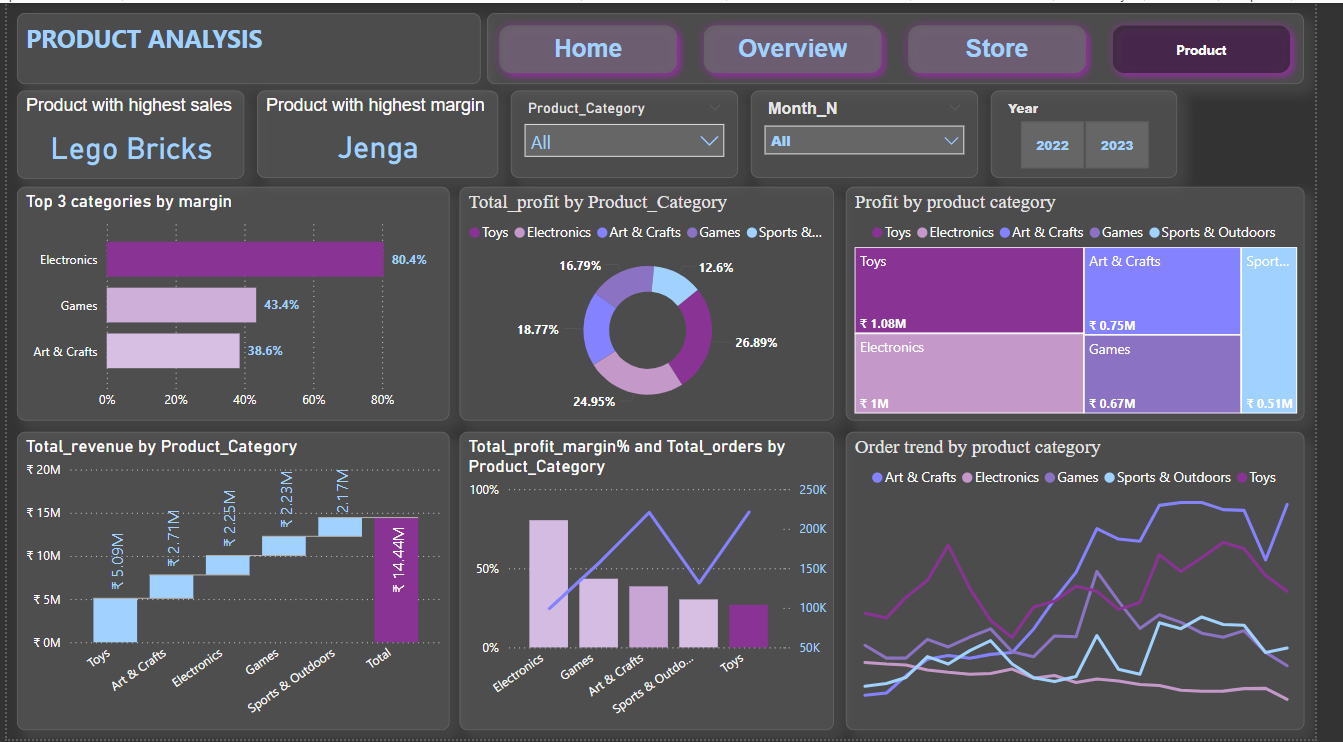 PRODUCT ANALYSIS
Home
Overview
Store
Product
Product with highest sales
Lego Bricks
Product with highest margin
Jenga
Product_Category
All
Month_N
All
Year
2022
2023
Top 3 categories by margin
Electronics
80.4%
Games
43.4%
Art & Crafts
38.6%
0%
20%
40%
60%
80%
Total_profit by Product_Category
Toys
Electronics
Art & Crafts
Games
Sports &...
16.79%
12.6%
18.77%
26.89%
24.95%
Profit by product category
Toys
Electronics
Art & Crafts
Games
Sports & Outdoors
Toys
₹ 1.08M
Electronics
₹ 1M
Art & Crafts
₹ 0.75M
Games
₹ 0.67M
Sport...
₹ 0.51M
Total_revenue by Product_Category
₹ 20M
₹ 15M
₹ 10M
₹ 5M
₹ 0M
₹ 5.09M
₹ 2.71M
₹ 2.25M
₹ 2.23M
2.17M
₹ 14.44M
Toys
Art & Crafts
Electronics
Games
Sports & Outdoors
Total
Total_profit_margin% and Total_orders by
Product_Category
100%
50%
0%
250K
200K
150K
100K
50K
Electronics
Games
Art & Crafts
Sports & Outdo...
Toys
Order trend by product category
Art & Crafts
Electronics
Games
Sports & Outdoors
Toys